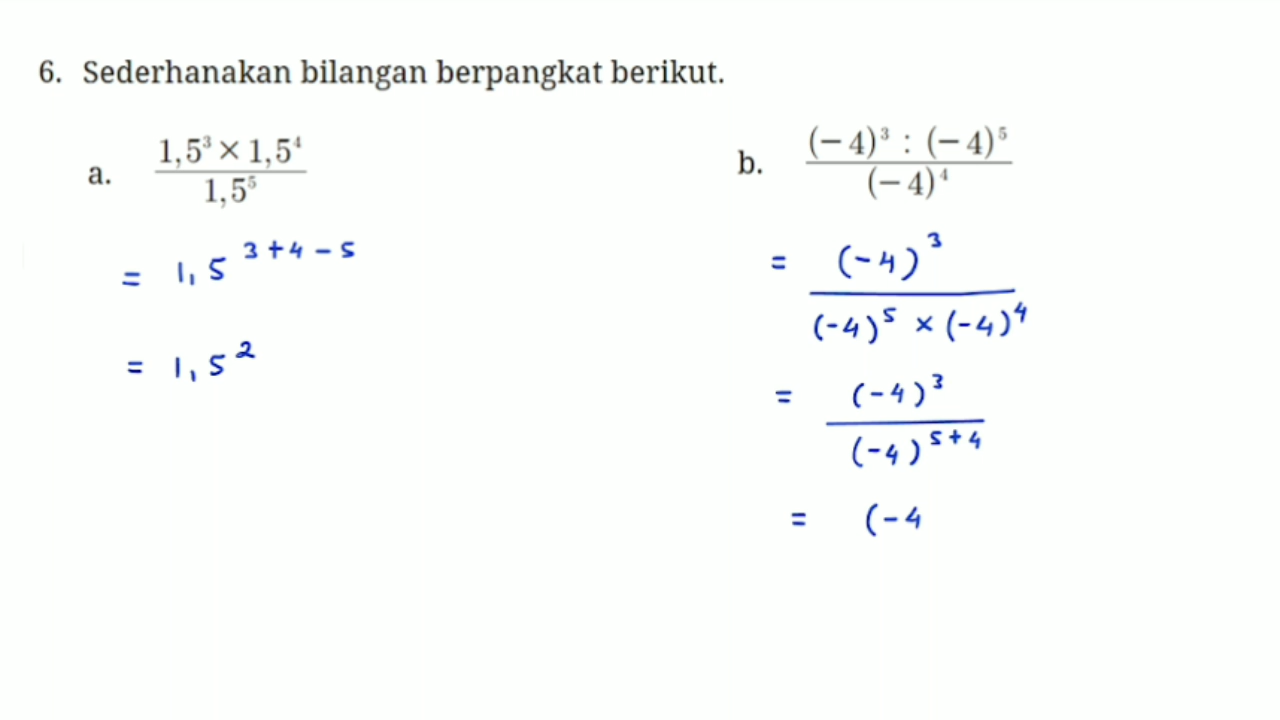 6. Sederhanakan bilangan berpangkat berikut.
a. 1,5³ × 1,5⁴
1,5⁵
= 1,5 ³⁺⁴⁻⁵
= 1,5²
b. (−4)³ : (−4)⁵
(−4)⁴
= (-4)³
(-4)⁵ × (-4)⁴
= (-4)³
(-4)⁵⁺⁴
= (-4